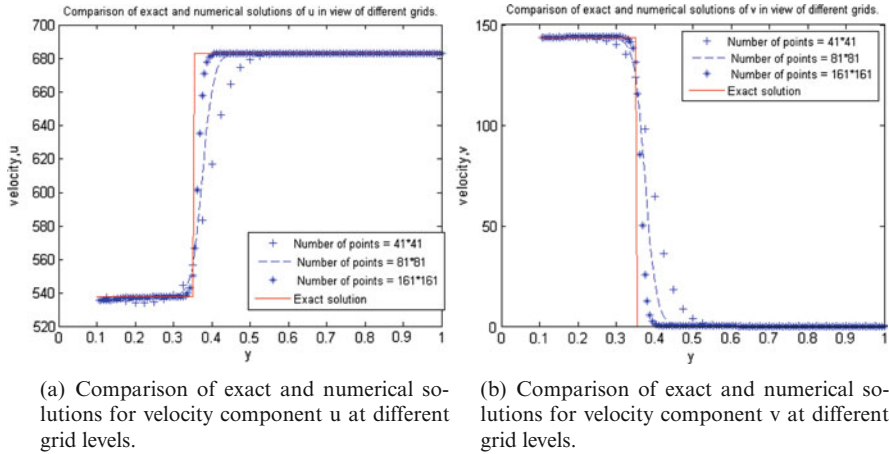 Comparison of exact and numerical solutions of u in view of different grids.
700
680
660
640
620
600
580
560
540
520
velocity,u
0
0.1
0.2
0.3
0.4
0.5
0.6
0.7
0.8
0.9
1
y
Number of points = 41*41
Number of points = 81*81
Number of points = 161*161
Exact solution
(a) Comparison of exact and numerical so-
lutions for velocity component u at different
grid levels.
Comparison of exact and numerical solutions of v in view of different grids.
150
100
50
0
velocity,v
0
0.1
0.2
0.3
0.4
0.5
0.6
0.7
0.8
0.9
1
y
Number of points = 41*41
Number of points = 81*81
Number of points = 161*161
Exact solution
(b) Comparison of exact and numerical so-
lutions for velocity component v at different
grid levels.